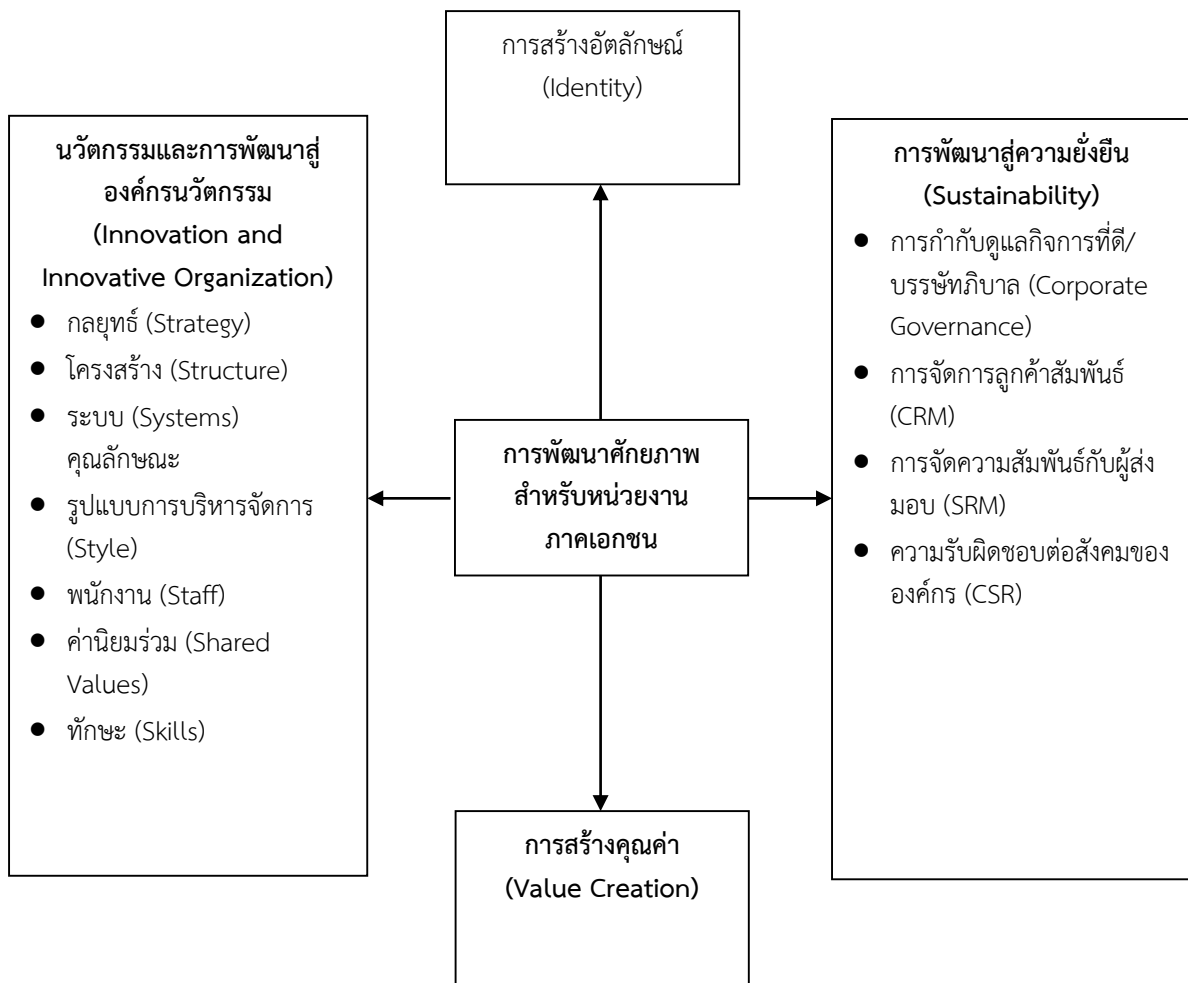 การสร้างอัตลักษณ์
(Identity)
นวัตกรรมและการพัฒนาสู่
องค์กรนวัตกรรม
(Innovation and
Innovative Organization)
● กลยุทธ์ (Strategy)
● โครงสร้าง (Structure)
● ระบบ (Systems)
คุณลักษณะ
● รูปแบบการบริหารจัดการ
(Style)
● พนักงาน (Staff)
● ค่านิยมร่วม (Shared
Values)
● ทักษะ (Skills)
การพัฒนาศักยภาพ
สำหรับหน่วยงาน
ภาคเอกชน
การพัฒนาสู่ความยั่งยืน
(Sustainability)
● การกำกับดูแลกิจการที่ดี/
บรรษัทภิบาล (Corporate
Governance)
● การจัดการลูกค้าสัมพันธ์
(CRM)
● การจัดความสัมพันธ์กับผู้ส่ง
มอบ (SRM)
● ความรับผิดชอบต่อสังคมของ
องค์กร (CSR)
การสร้างคุณค่า
(Value Creation)